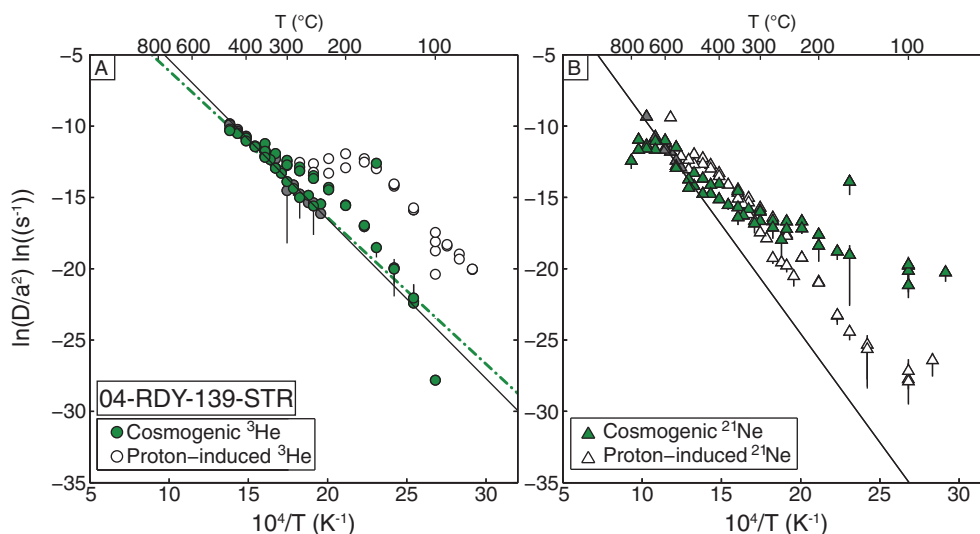 T (°C)
800 600 400 300 200 100
A
-5
-10
-15
-20
-25
-30
-35
ln(D/a²) ln((s⁻¹)
04-RDY-139-STR
Cosmogenic ³He
Proton-induced ³He
5 10 15 20 25 30
10⁴/T (K⁻¹)
T (°C)
800 600 400 300 200 100
B
-5
-10
-15
-20
-25
-30
-35
Cosmogenic ²¹Ne
Proton-induced ²¹Ne
5 10 15 20 25 30
10⁴/T (K⁻¹)